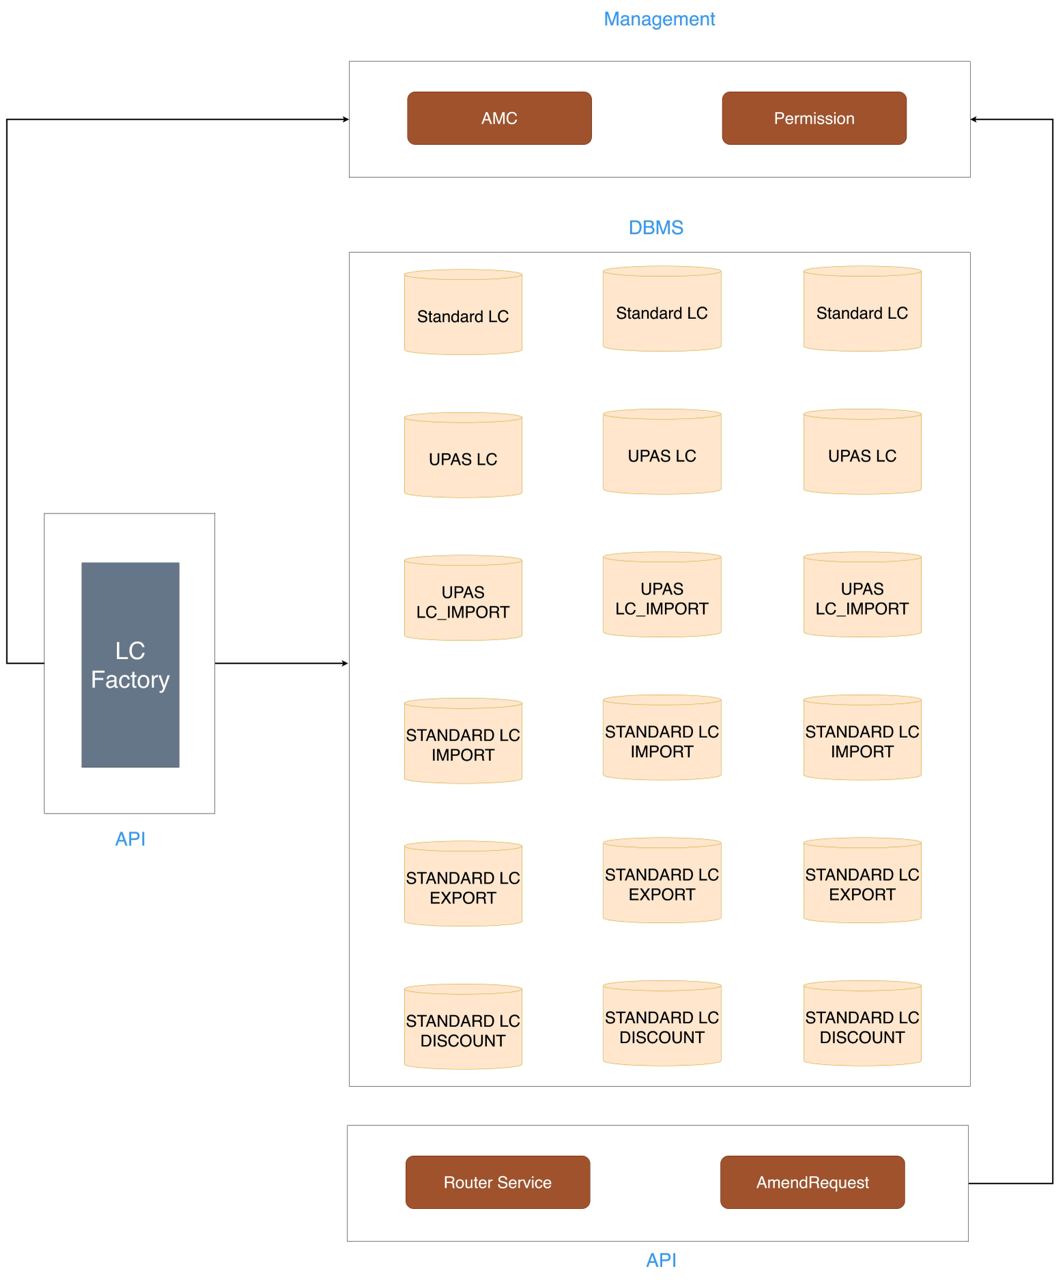 Management
AMC
Permission
DBMS
Standard LC
Standard LC
Standard LC
UPAS LC
UPAS LC
UPAS LC
UPAS
LC_IMPORT
UPAS
LC_IMPORT
UPAS
LC_IMPORT
STANDARD LC
IMPORT
STANDARD LC
IMPORT
STANDARD LC
IMPORT
STANDARD LC
EXPORT
STANDARD LC
EXPORT
STANDARD LC
EXPORT
STANDARD LC
DISCOUNT
STANDARD LC
DISCOUNT
STANDARD LC
DISCOUNT
LC
Factory
API
Router Service
AmendRequest
API